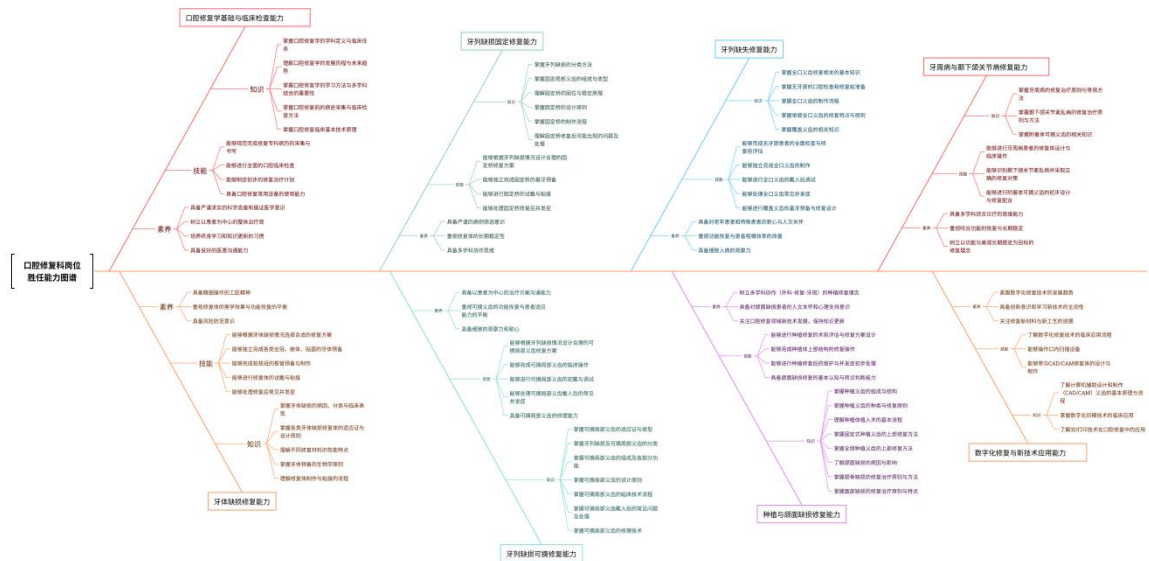 口腔修复科岗位
胜任能力图谱
口腔修复学基础与临床检查能力
知识
掌握口腔修复学的学科定义与临床任
务
理解口腔修复学的发展历程与未来趋
势
掌握口腔修复学的学习方法与多学科
结合的重要性
掌握口腔修复前的病史采集与临床检
查方法
掌握口腔修复临床基本技术原理
技能
能够规范完成修复专科病历的采集与
书写
能够进行全面的口腔临床检查
能够制定初步的修复治疗计划
具备口腔修复常用设备的使用能力
素养
具备严谨求实的科学态度和循证医学意识
树立以患者为中心的整体治疗观
培养终身学习和知识更新的习惯
具备良好的医患沟通能力
牙列缺损固定修复能力
知识
掌握牙列缺损的分类方法
掌握固定局部义齿的组成与类型
理解固定桥的固位与稳定原理
掌握固定桥的设计原则
掌握固定桥的制作流程
理解固定桥修复后可能出现的问题及
处理
技能
能够根据牙列缺损情况设计合理的固
定桥修复方案
能够独立完成固定桥的基牙预备
能够进行固定桥的试戴与粘接
能够处理固定桥修复后并发症
素养
具备严谨的病例筛选意识
重视修复体的长期稳定性
具备多学科协作思维
牙列缺失修复能力
知识
掌握全口义齿修复相关的基本知识
掌握无牙颌的口腔检查和修复前准备
掌握全口义齿的制作流程
掌握单颌全口义齿的修复特点与原则
掌握覆盖义齿的相关知识
技能
能够完成无牙颌患者的全面检查与修
复前评估
能够独立完成全口义齿的制作
能够进行全口义齿的戴入后调试
能够处理全口义齿常见并发症
能够进行覆盖义齿的基牙预备与修复设计
素养
具备对老年患者和特殊患者的耐心与人文关怀
重视功能恢复与患者咀嚼效率的改善
具备细致入微的观察力
牙周病与颞下颌关节病修复能力
知识
掌握牙周病的修复治疗原则与常用方
法
掌握颞下颌关节紊乱病的修复治疗原
则与方法
掌握附着体可摘义齿的相关知识
技能
能够进行牙周病患者的修复体设计与
临床操作
能够识别颞下颌关节紊乱病并采取正
确的修复对策
能够进行附着体可摘义齿的初步设计
与修复配合
素养
具备多学科综合诊疗的思维能力
重视咬合功能的恢复与长期稳定
树立以功能与美观长期稳定为目标的
修复理念
素养
具备精细操作的工匠精神
重视修复体的美学效果与功能恢复的平衡
具备风险防范意识
技能
能够根据牙体缺损情况选择合适的修复方案
能够独立完成各类全冠、嵌体、贴面的牙体预备
能够完成桩核冠的根管预备与制作
能够进行修复体的试戴与粘接
能够处理修复后常见并发症
知识
掌握牙体缺损的病因、分类与临床表
现
掌握各类牙体缺损修复体的适应证与
设计原则
理解不同修复材料的性能特点
掌握牙体预备的生物学原则
理解修复体制作与粘接的流程
牙体缺损修复能力
素养
具备以患者为中心的治疗方案沟通能力
重视可摘义齿的功能恢复与患者适应
能力的平衡
具备细致的观察力和耐心
技能
能够根据牙列缺损情况设计合理的可
摘局部义齿修复方案
能够完成可摘局部义齿的临床操作
能够进行可摘局部义齿的初戴与调试
能够处理可摘局部义齿戴入后的常见
并发症
具备可摘局部义齿的修理能力
知识
掌握可摘局部义齿的适应证与类型
掌握牙列缺损及可摘局部义齿的分类
掌握可摘局部义齿的组成及各部分功
能
掌握可摘局部义齿的设计原则
掌握可摘局部义齿的临床技术流程
掌握可摘局部义齿戴入后的常见问题
及处理
掌握可摘局部义齿的修理技术
牙列缺损可摘修复能力
素养
树立多学科协作（外科-修复-牙周）的种植修复理念
具备对颌面缺损患者的人文关怀和心理支持意识
关注口腔修复领域新技术发展，保持知识更新
技能
能够进行种植修复的术前评估与修复方案设计
能够完成种植体上部结构的修复操作
能够进行种植修复后的维护与并发症初步处理
具备颌面缺损修复的基本认知与转诊判断能力
知识
掌握种植义齿的组成与结构
掌握种植义齿的种类与修复原则
理解种植体植入术的基本流程
掌握固定式种植义齿的上部修复方法
掌握全颌种植义齿的上部修复方法
了解颌面缺损的病因与影响
掌握颌骨缺损的修复治疗原则与方法
掌握面部缺损的修复治疗原则与特点
种植与颌面缺损修复能力
素养
掌握数字化修复技术的发展趋势
具备创新意识和学习新技术的主动性
关注修复新材料与新工艺的进展
技能
了解数字化修复技术的临床应用流程
能够操作口内扫描设备
能够参与CAD/CAM修复体的设计与
制作
知识
了解计算机辅助设计和制作
（CAD/CAM）义齿的基本原理与流
程
掌握数字化印模技术的临床应用
了解3D打印技术在口腔修复中的应用
数字化修复与新技术应用能力